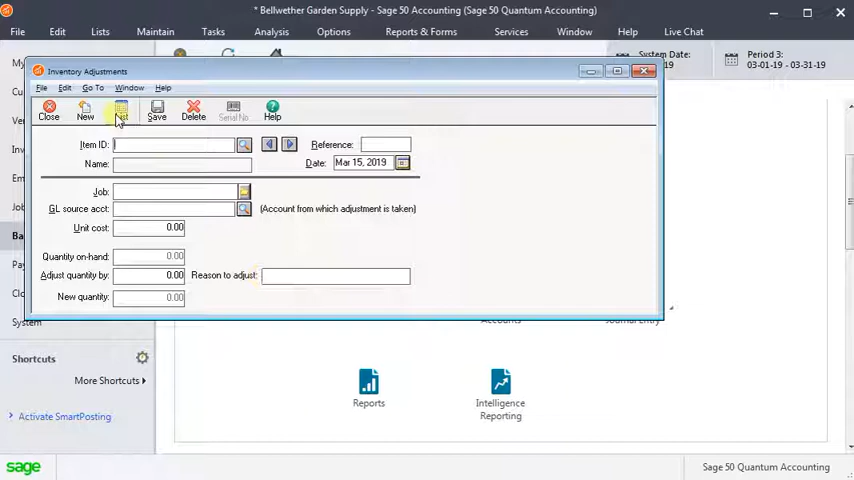 * Bellwether Garden Supply - Sage 50 Accounting (Sage 50 Quantum Accounting)
File Edit Lists Maintain Tasks Analysis Options Reports & Forms Services Window Help Live Chat
System Date:
Period 3:
03-01-19 - 03-31-19
Inventory Adjustments
File Edit Go To Window Help
Close New List Save Delete Serial No. Help
Item ID:
Reference:
Name:
Date: Mar 15, 2019
Job:
GL source acct: (Account from which adjustment is taken)
Unit cost: 0.00
Quantity on-hand: 0.00
Adjust quantity by: 0.00 Reason to adjust:
New quantity: 0.00
System
Shortcuts
More Shortcuts
Activate SmartPosting
Reports
Intelligence
Reporting
sage
Sage 50 Quantum Accounting